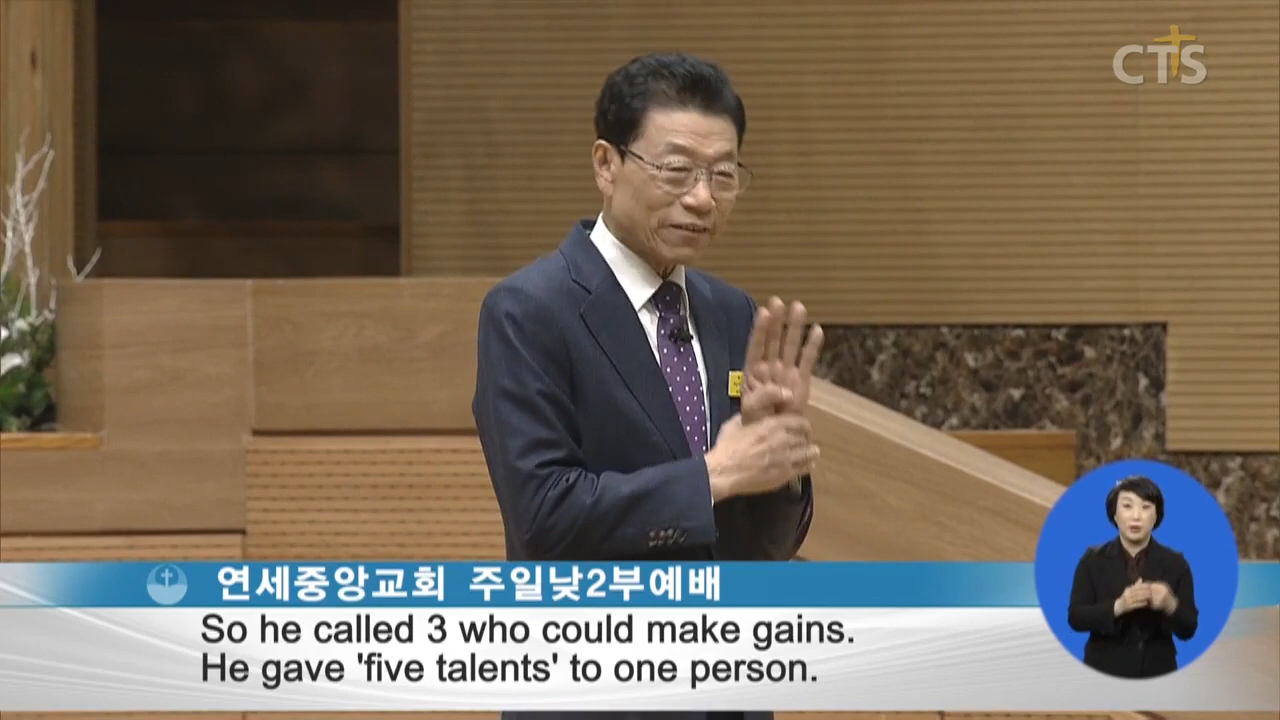 CTS
연세중앙교회 주일낮2부예배
So he called 3 who could make gains.
He gave 'five talents' to one person.